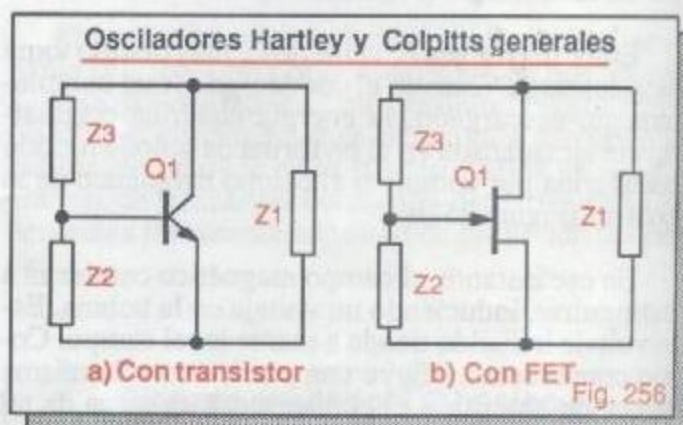 Osciladores Hartley y Colpitts generales
Z3
Q1
Z2
Z1
a) Con transistor
Z3
Q1
Z2
Z1
b) Con FET
Fig. 256